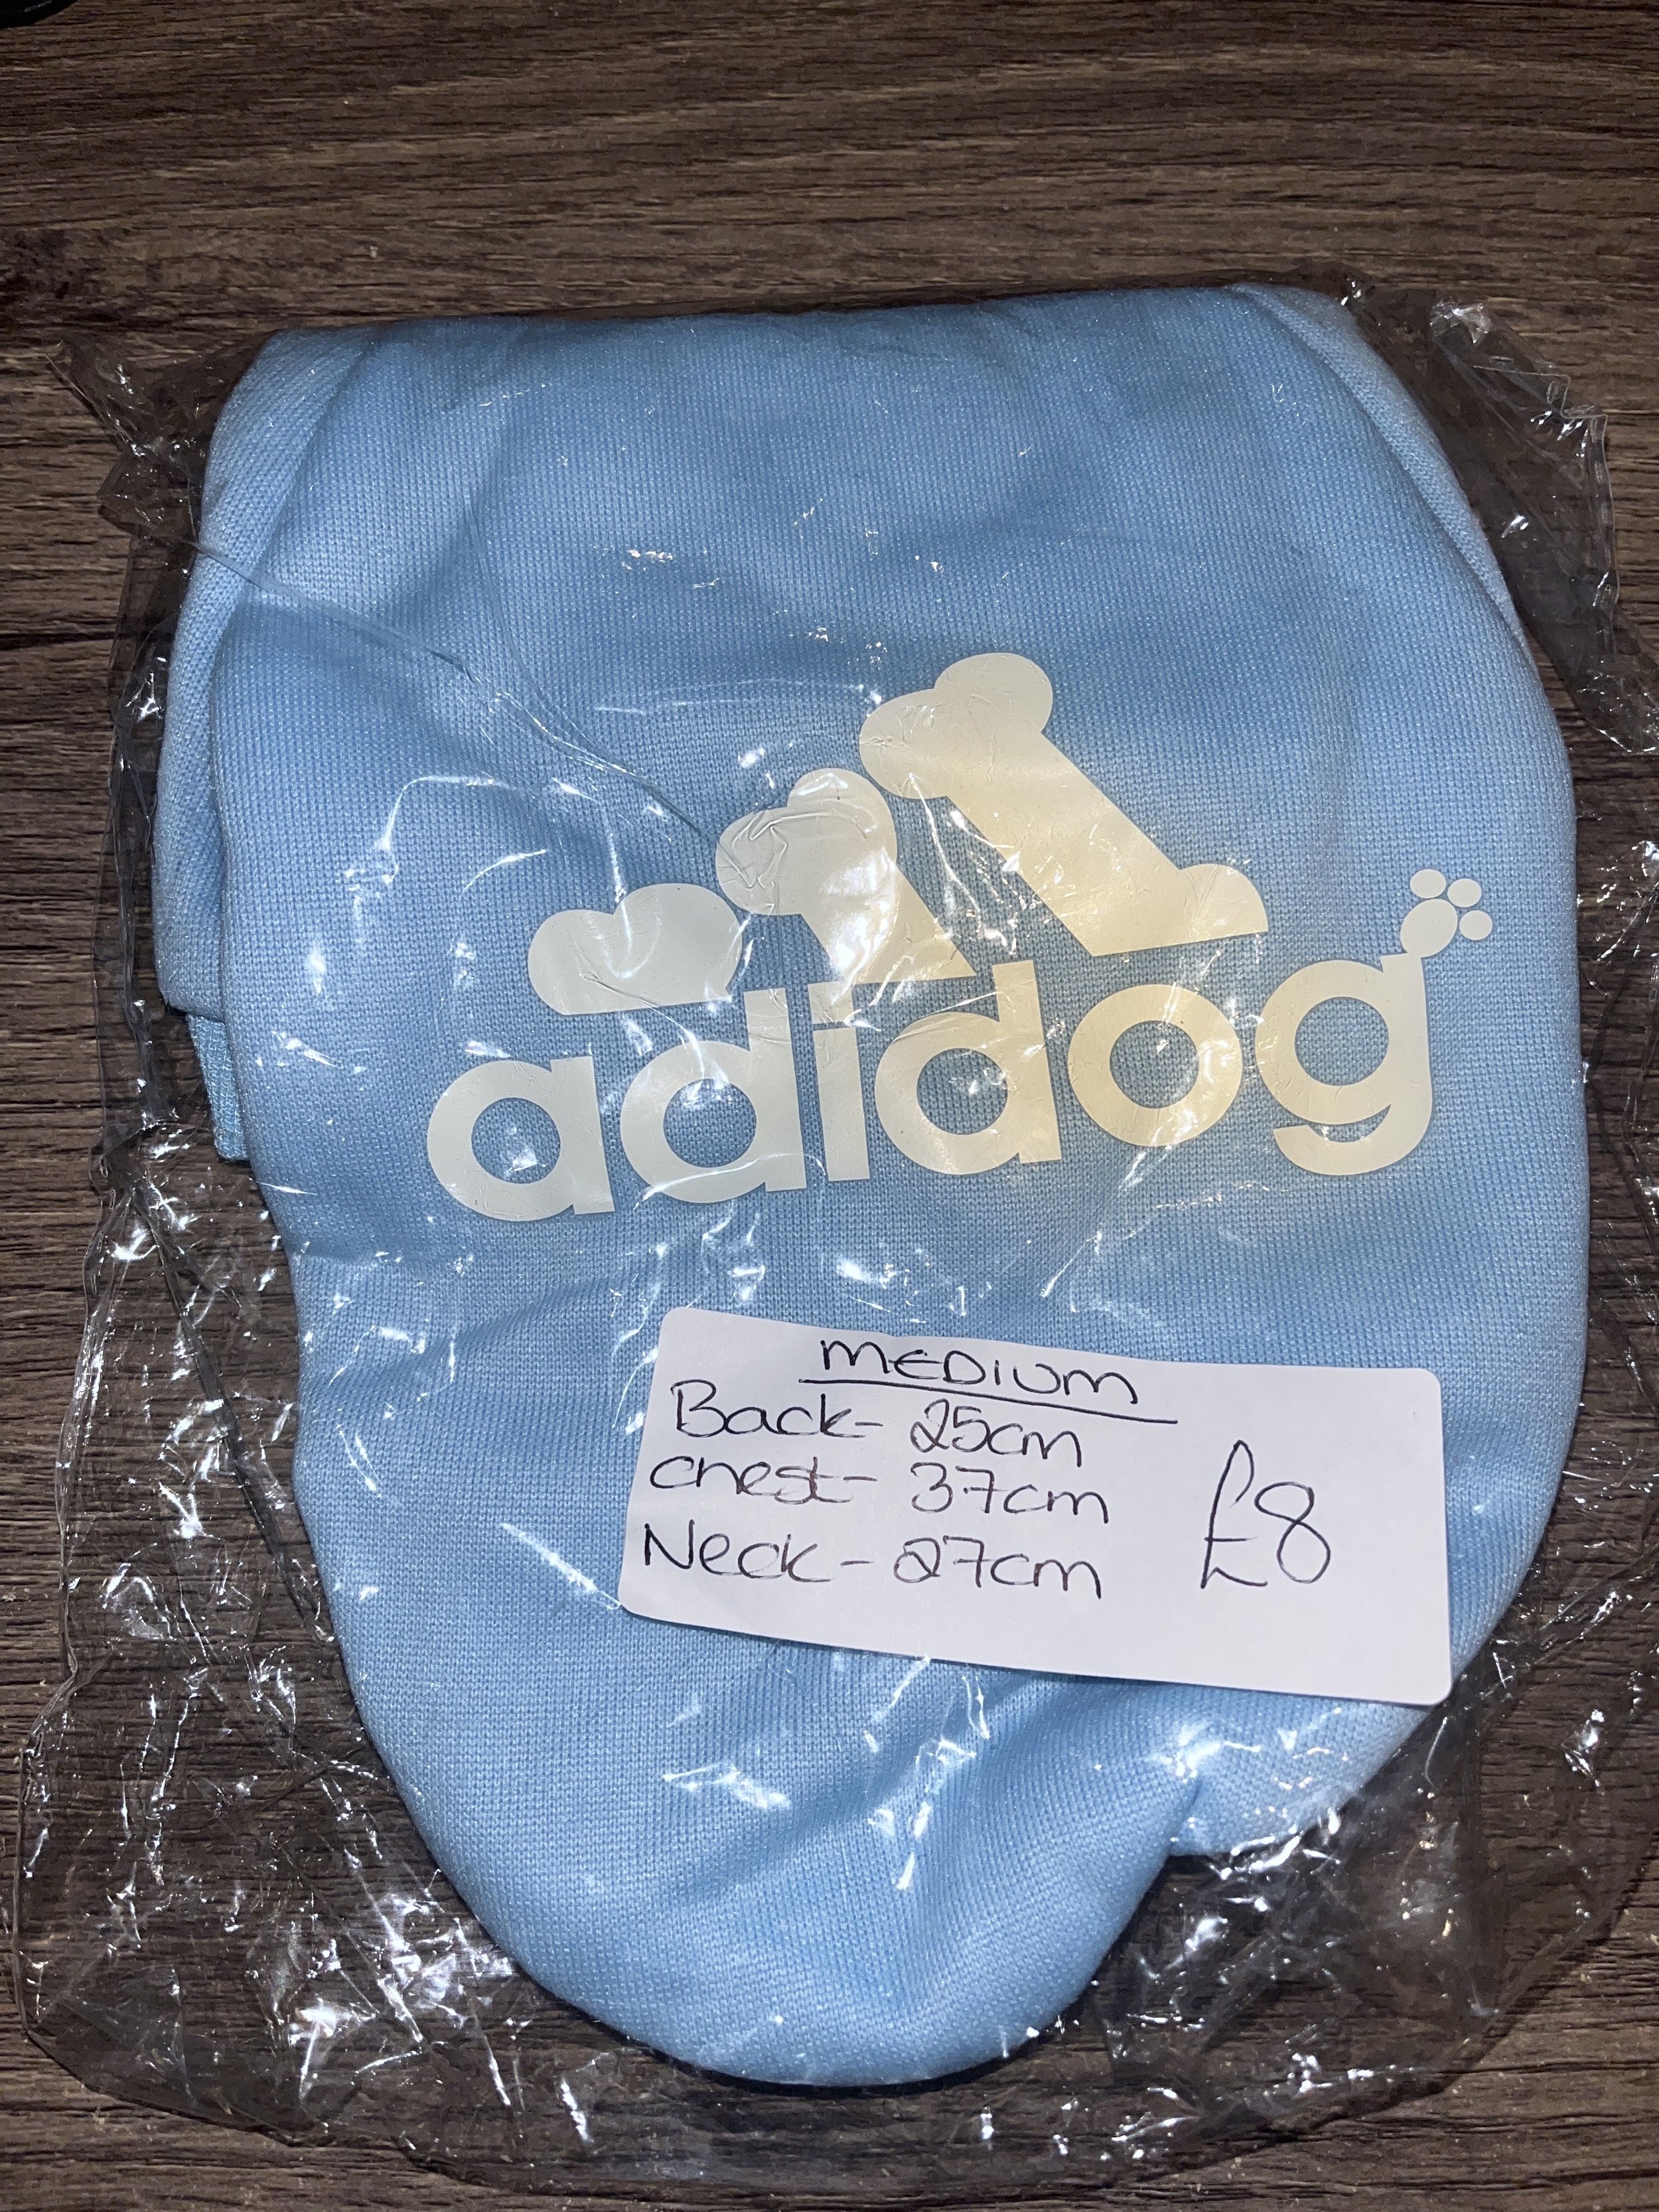 adidog
MEDIUM
Back- 25cm
chest- 37cm
Neck- 27cm
£8